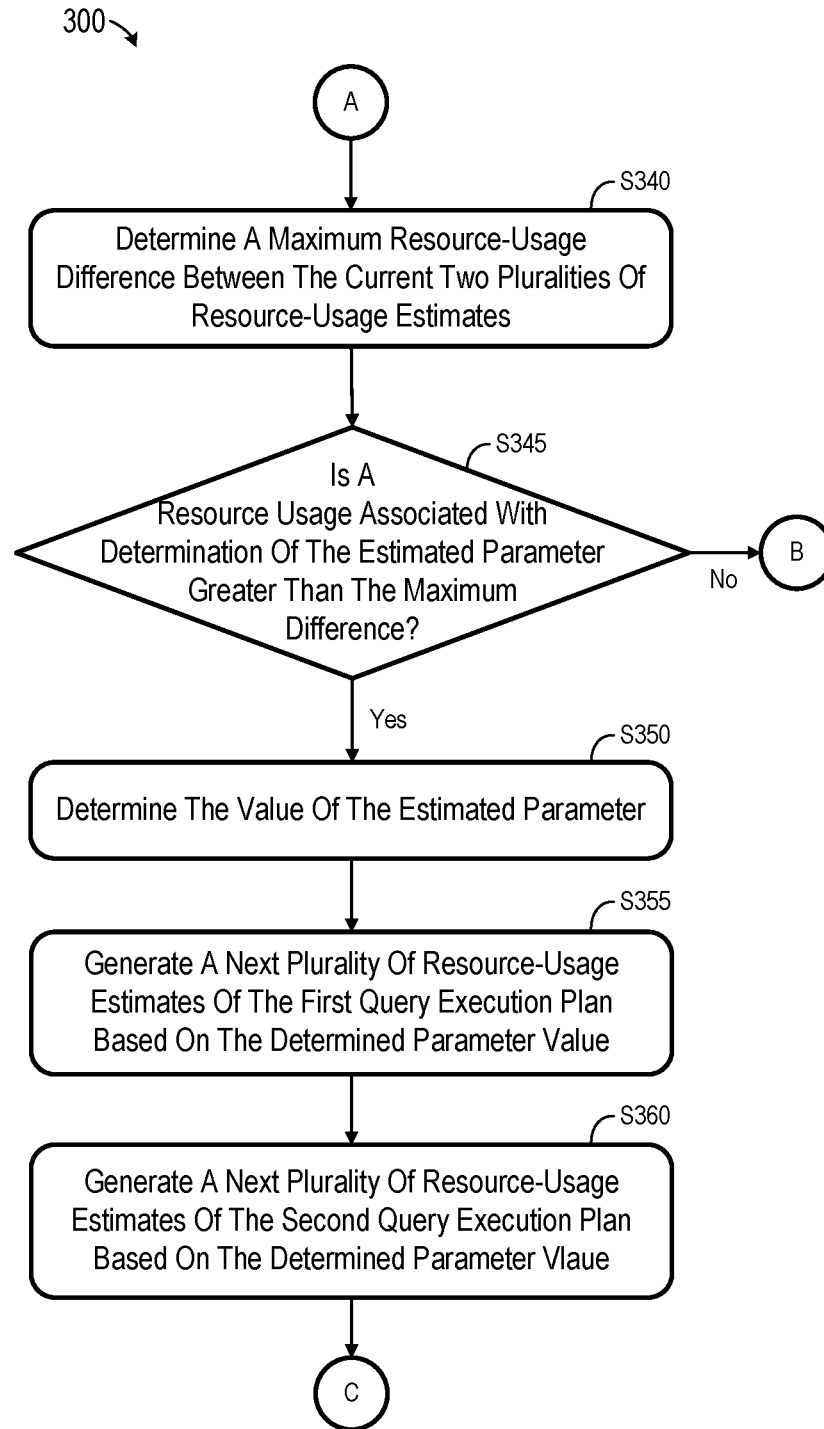 300
A
S340
Determine A Maximum Resource-Usage
Difference Between The Current Two Pluralities Of
Resource-Usage Estimates
S345
Is A
Resource Usage Associated With
Determination Of The Estimated Parameter
Greater Than The Maximum
Difference?
No
B
Yes
S350
Determine The Value Of The Estimated Parameter
S355
Generate A Next Plurality Of Resource-Usage
Estimates Of The First Query Execution Plan
Based On The Determined Parameter Value
S360
Generate A Next Plurality Of Resource-Usage
Estimates Of The Second Query Execution Plan
Based On The Determined Parameter Vlaue
C